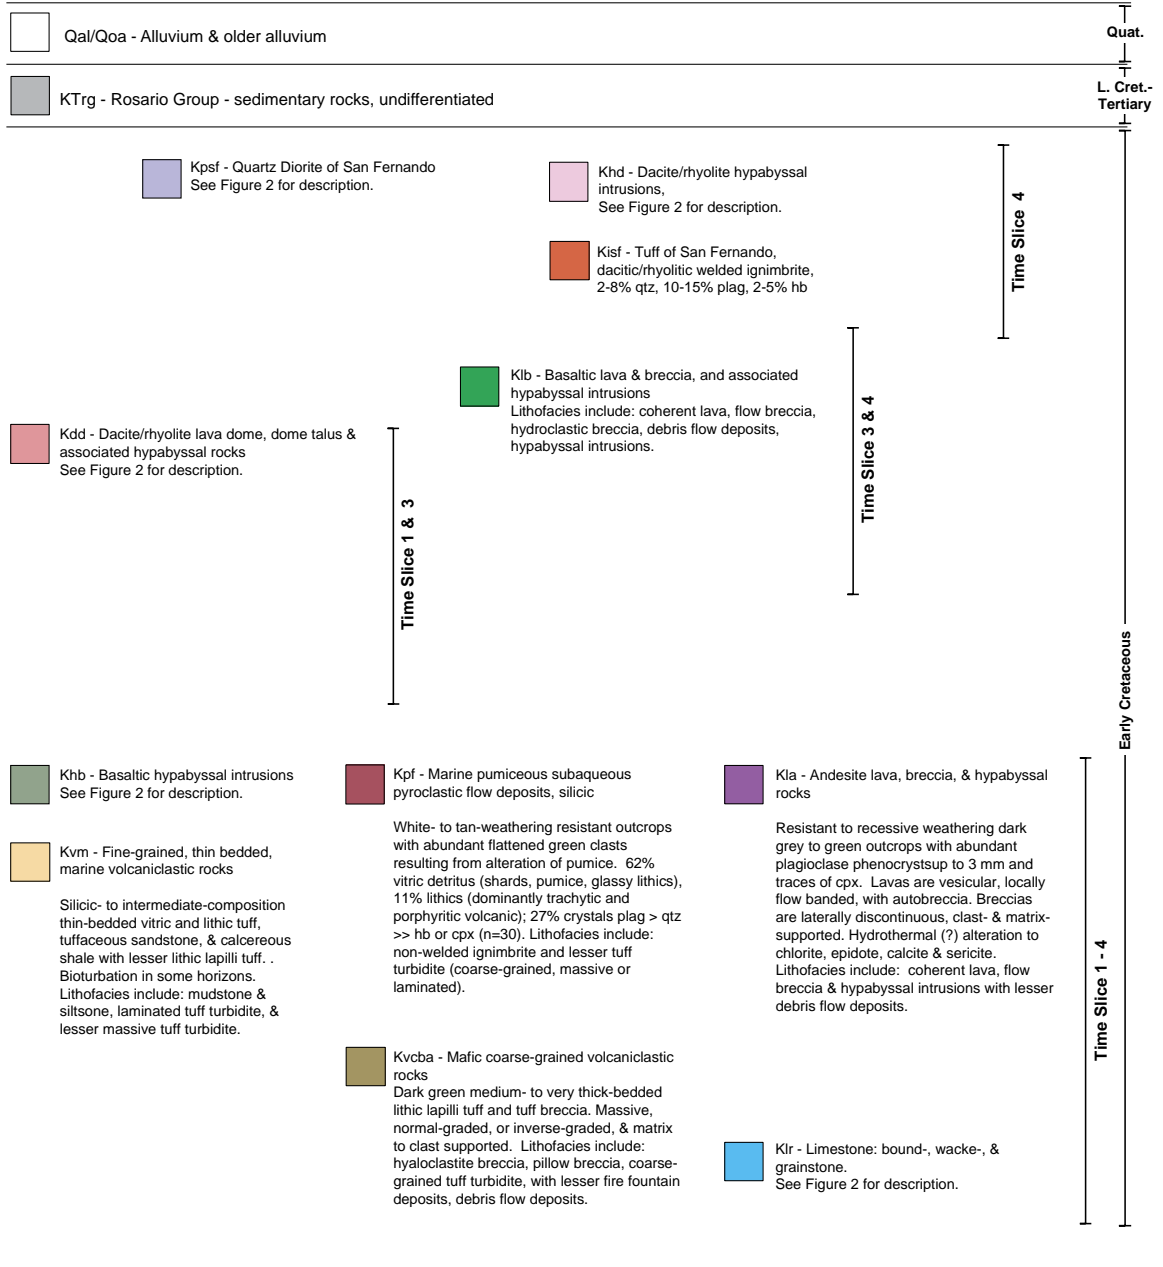 Qal/Qoa - Alluvium & older alluvium
Quat.
KTrg - Rosario Group - sedimentary rocks, undifferentiated
L. Cret.-
Tertiary
Kpsf - Quartz Diorite of San Fernando
See Figure 2 for description.
Khd - Dacite/rhyolite hypabyssal
intrusions,
See Figure 2 for description.
Kisf - Tuff of San Fernando,
dacitic/rhyolitic welded ignimbrite,
2-8% qtz, 10-15% plag, 2-5% hb
Time Slice 4
Klb - Basaltic lava & breccia, and associated
hypabyssal intrusions
Lithofacies include: coherent lava, flow breccia,
hydroclastic breccia, debris flow deposits,
hypabyssal intrusions.
Time Slice 3 & 4
Kdd - Dacite/rhyolite lava dome, dome talus &
associated hypabyssal rocks
See Figure 2 for description.
Time Slice 1 & 3
Early Cretaceous
Khb - Basaltic hypabyssal intrusions
See Figure 2 for description.
Kvm - Fine-grained, thin bedded,
marine volcaniclastic rocks
Silicic- to intermediate-composition
thin-bedded vitric and lithic tuff,
tuffaceous sandstone, & calcereous
shale with lesser lithic lapilli tuff. .
Bioturbation in some horizons.
Lithofacies include: mudstone &
siltsone, laminated tuff turbidite, &
lesser massive tuff turbidite.
Kpf - Marine pumiceous subaqueous
pyroclastic flow deposits, silicic
White- to tan-weathering resistant outcrops
with abundant flattened green clasts
resulting from alteration of pumice. 62%
vitric detritus (shards, pumice, glassy lithics),
11% lithics (dominantly trachytic and
porphyritic volcanic); 27% crystals plag > qtz
>> hb or cpx (n=30). Lithofacies include:
non-welded ignimbrite and lesser tuff
turbidite (coarse-grained, massive or
laminated).
Kvcba - Mafic coarse-grained volcaniclastic
rocks
Dark green medium- to very thick-bedded
lithic lapilli tuff and tuff breccia. Massive,
normal-graded, or inverse-graded, & matrix
to clast supported. Lithofacies include:
hyaloclastite breccia, pillow breccia, coarse-
grained tuff turbidite, with lesser fire fountain
deposits, debris flow deposits.
Kla - Andesite lava, breccia, & hypabyssal
rocks
Resistant to recessive weathering dark
grey to green outcrops with abundant
plagioclase phenocrystsup to 3 mm and
traces of cpx. Lavas are vesicular, locally
flow banded, with autobreccia. Breccias
are laterally discontinuous, clast- & matrix-
supported. Hydrothermal (?) alteration to
chlorite, epidote, calcite & sericite.
Lithofacies include: coherent lava, flow
breccia & hypabyssal intrusions with lesser
debris flow deposits.
Klr - Limestone: bound-, wacke-, &
grainstone.
See Figure 2 for description.
Time Slice 1 - 4